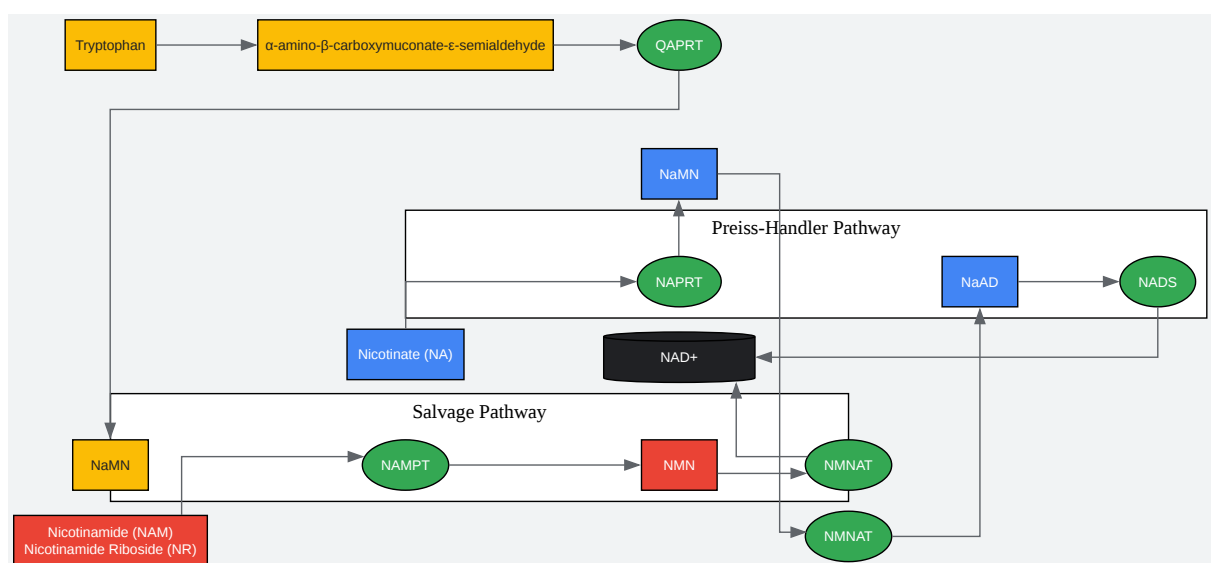 Tryptophan
α-amino-β-carboxymuconate-ε-semialdehyde
QAPRT
NaMN
Preiss-Handler Pathway
NAPRT
NaAD
NADS
Nicotinate (NA)
NAD+
Salvage Pathway
NaMN
NAMPT
NMN
NMNAT
Nicotinamide (NAM)
Nicotinamide Riboside (NR)
NMNAT